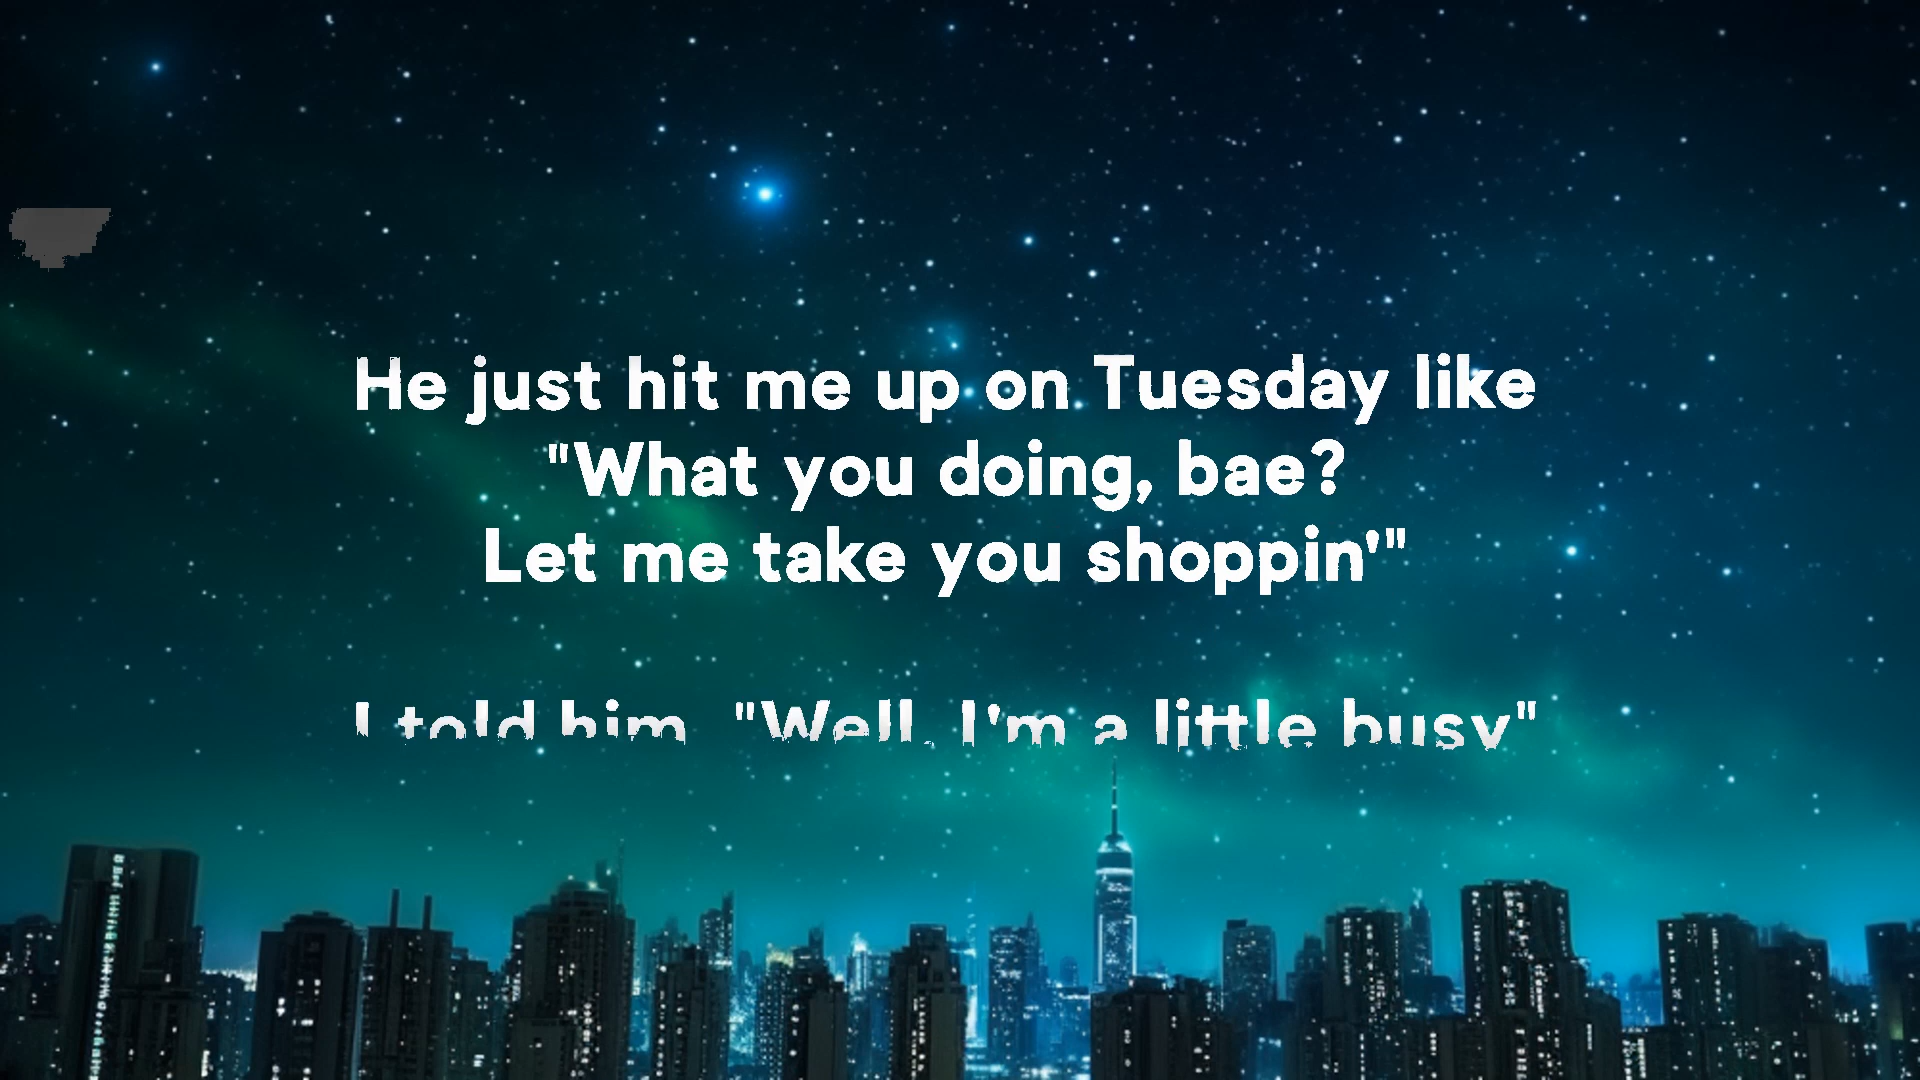 He just hit me up on Tuesday like
"What you doing, bae?
Let me take you shoppin'"
I told him, "Well, I'm a little busy"